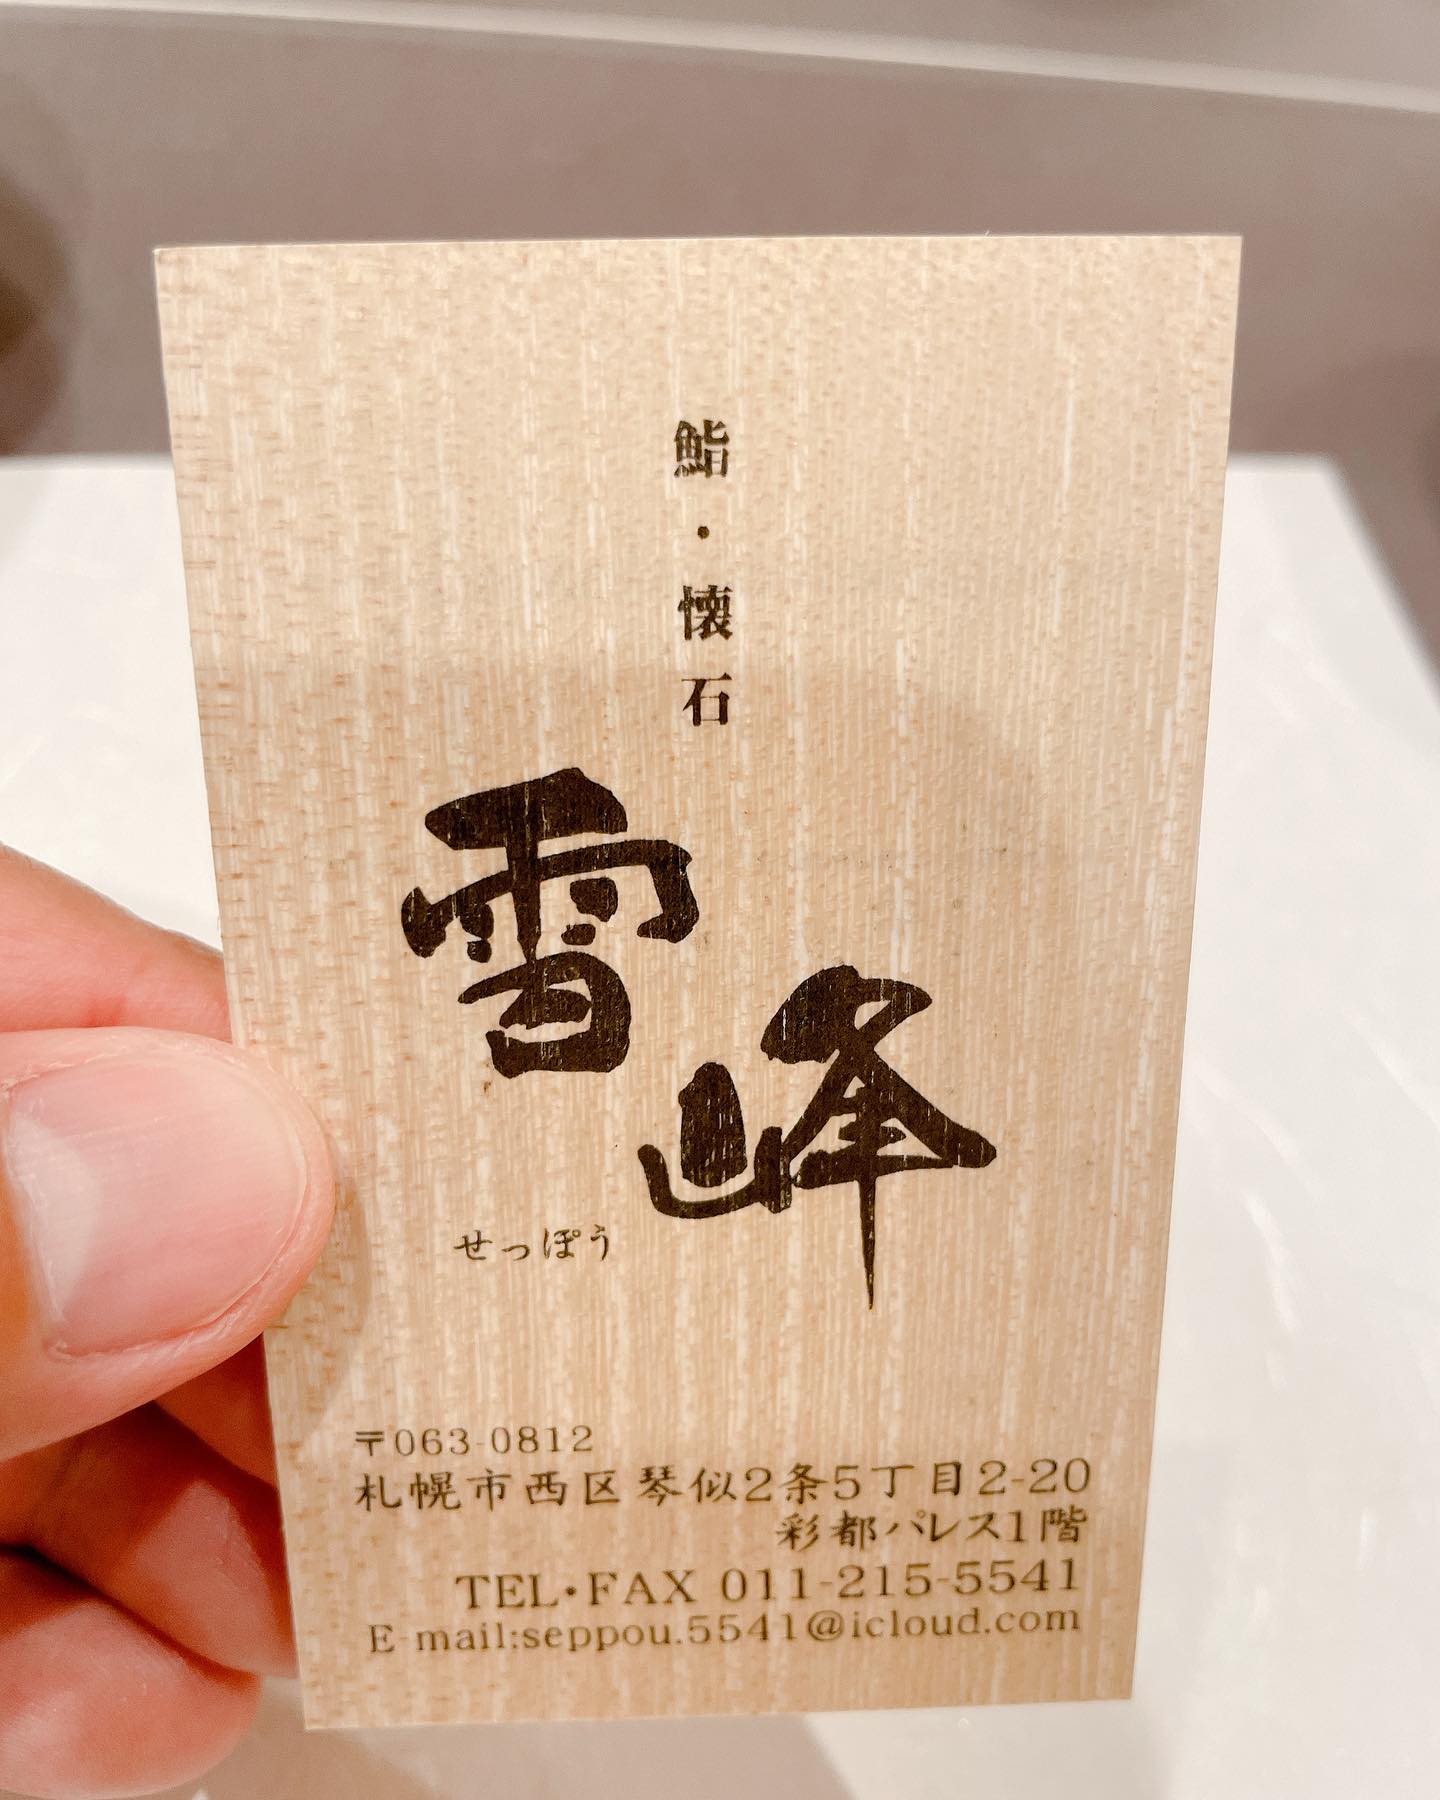 鮨・懐石
雪峰
せっぽう
〒063-0812
札幌市西区琴似2条5丁目2-20
彩都パレス1階
TEL・FAX 011-215-5541
E-mail:seppou.5541@icloud.com